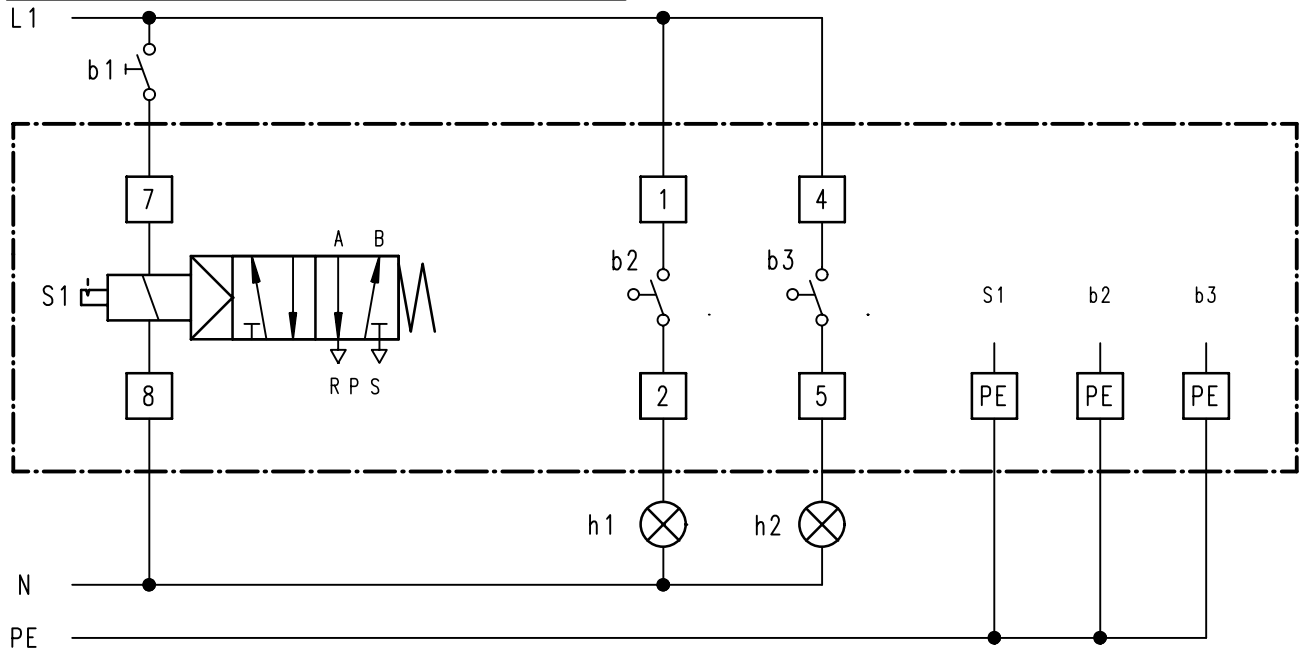 L1
b1
7 1 4
A B
b2 b3
S1 S1 b2 b3
R P S
8 2 5 PE PE PE
h1 h2
N
PE